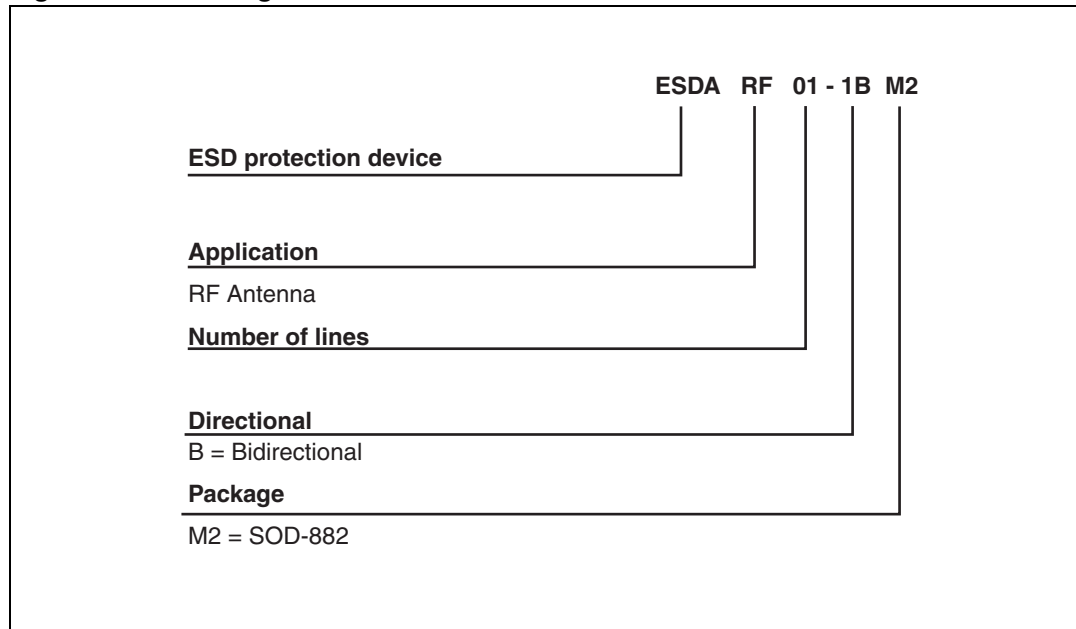 ESDA RF 01 - 1B M2
ESD protection device
Application
RF Antenna
Number of lines
Directional
B = Bidirectional
Package
M2 = SOD-882